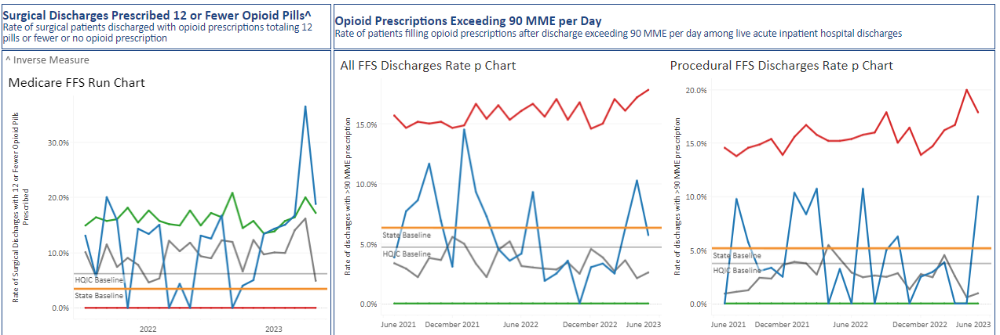 Surgical Discharges Prescribed 12 or Fewer Opioid Pills^
Rate of surgical patients discharged with opioid prescriptions totaling 12
pills or fewer or no opioid prescription
Opioid Prescriptions Exceeding 90 MME per Day
Rate of patients filling opioid prescriptions after discharge exceeding 90 MME per day among live acute inpatient hospital discharges
^ Inverse Measure
Medicare FFS Run Chart
Rate of Surgical Discharges with 12 or Fewer Opioid Pills
Prescribed
30.0%
20.0%
10.0%
0.0%
HQIC Baseline
State Baseline
2022
2023
All FFS Discharges Rate p Chart
Rate of discharges with >90 MME prescription
15.0%
10.0%
5.0%
0.0%
State Baseline
HQIC Baseline
June 2021
December 2021
June 2022
December 2022
June 2023
Procedural FFS Discharges Rate p Chart
Rate of discharges with >90 MME prescription
20.0%
15.0%
10.0%
5.0%
0.0%
State Baseline
HQIC Baseline
June 2021
December 2021
June 2022
December 2022
June 2023